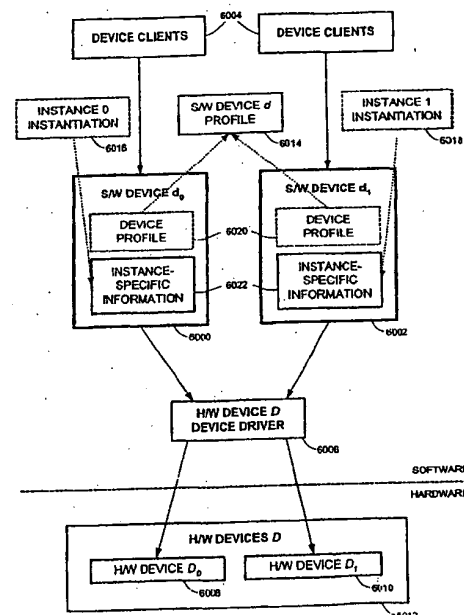 6004
DEVICE CLIENTS
DEVICE CLIENTS
INSTANCE 0
INSTANTIATION
6016
S/W DEVICE d
PROFILE
6014
INSTANCE 1
INSTANTIATION
6018
S/W DEVICE d0
DEVICE
PROFILE
INSTANCE-
SPECIFIC
INFORMATION
6000
6020
6022
S/W DEVICE d1
DEVICE
PROFILE
INSTANCE-
SPECIFIC
INFORMATION
6002
H/W DEVICE D
DEVICE DRIVER
6006
SOFTWARE
HARDWARE
H/W DEVICES D
H/W DEVICE D0
6008
H/W DEVICE D1
6010
6012